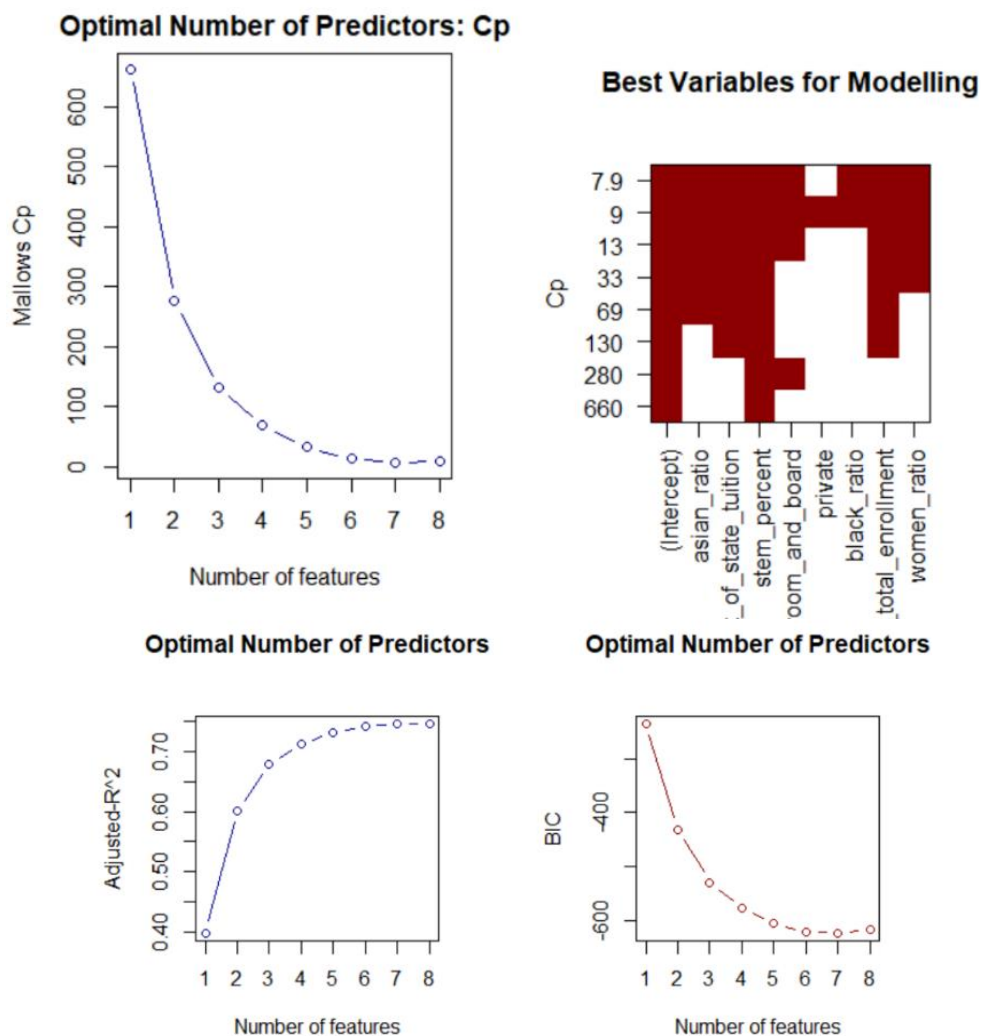 Optimal Number of Predictors: Cp
Mallows Cp
600
500
400
300
200
100
0
1 2 3 4 5 6 7 8
Number of features
Best Variables for Modelling
Cp
7.9
9
13
33
69
130
280
660
(Intercept)
asian_ratio
_of_state_tuition
stem_percent
oom_and_board
private
black_ratio
_total_enrollment
women_ratio
Optimal Number of Predictors
Adjusted-R^2
0.70
0.60
0.50
0.40
1 2 3 4 5 6 7 8
Number of features
Optimal Number of Predictors
BIC
-400
-600
1 2 3 4 5 6 7 8
Number of features